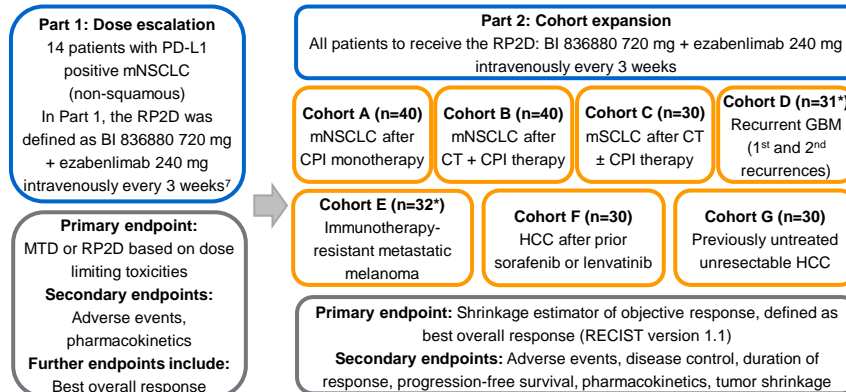 Part 1: Dose escalation
14 patients with PD-L1
positive mNSCLC
(non-squamous)
In Part 1, the RP2D was
defined as BI 836880 720 mg
+ ezabenlimab 240 mg
intravenously every 3 weeks⁷
Primary endpoint:
MTD or RP2D based on dose
limiting toxicities
Secondary endpoints:
Adverse events,
pharmacokinetics
Further endpoints include:
Best overall response
Part 2: Cohort expansion
All patients to receive the RP2D: BI 836880 720 mg + ezabenlimab 240 mg
intravenously every 3 weeks
Cohort A (n=40)
mNSCLC after
CPI monotherapy
Cohort B (n=40)
mNSCLC after
CT + CPI therapy
Cohort C (n=30)
mSCLC after CT
± CPI therapy
Cohort D (n=31*)
Recurrent GBM
(1st and 2nd
recurrences)
Cohort E (n=32*)
Immunotherapy-
resistant metastatic
melanoma
Cohort F (n=30)
HCC after prior
sorafenib or lenvatinib
Cohort G (n=30)
Previously untreated
unresectable HCC
Primary endpoint: Shrinkage estimator of objective response, defined as
best overall response (RECIST version 1.1)
Secondary endpoints: Adverse events, disease control, duration of
response, progression-free survival, pharmacokinetics, tumor shrinkage